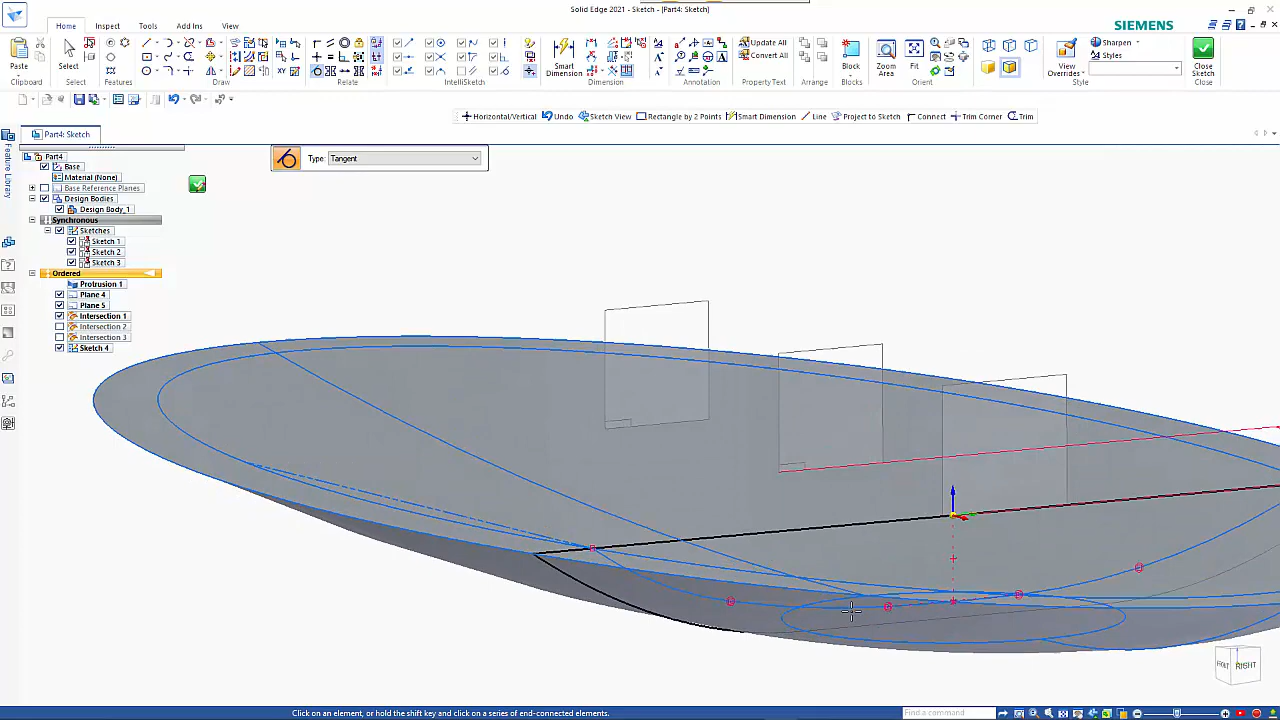 Solid Edge 2021 - Sketch - [Part4: Sketch]
Home Inspect Tools Add Ins View
SIEMENS
Paste
Clipboard
Select
Select
Features
Draw
Relate
IntelliSketch
Smart Dimension
Dimension
Annotation
Update All
Convert All
Property Text
Arrange
Block
Blocks
Zoom Area
Fit
Orient
View Overrides
Sharpen
Styles
Style
Close Sketch
Close
Horizontal/Vertical Undo Sketch View Rectangle by 2 Points Smart Dimension Line Project to Sketch Connect Trim Corner Trim
Part4: Sketch
Feature Library
Part4
Base
Material (None)
Base Reference Planes
Design Bodies
Design Body_1
Synchronous
Sketches
Sketch 1
Sketch 2
Sketch 3
Ordered
Protrusion 1
Plane 4
Plane 5
Intersection 1
Intersection 2
Intersection 3
Sketch 4
Type: Tangent
RIGHT
Click on an element, or hold the shift key and click on a series of end-connected elements.
Find a command